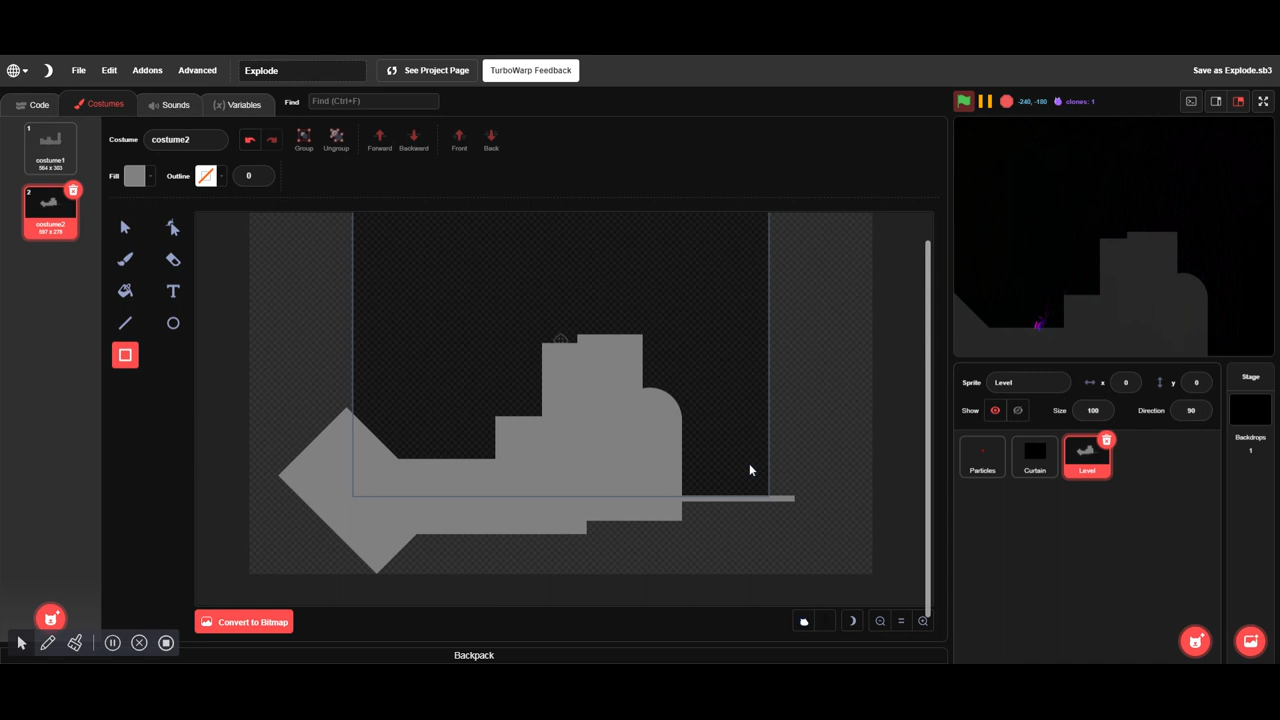 File Edit Addons Advanced Explode See Project Page TurboWarp Feedback Save as Explode.sb3
Code Costumes Sounds (x) Variables Find Find (Ctrl+F) -240, -180 clones: 1
1
costume1
564 x 303
2
costume2
597 x 275
Costume costume2 Group Ungroup Forward Backward Front Back
Fill Outline 0
T
Convert to Bitmap
Backpack
Sprite Level x 0 y 0
Show Size 100 Direction 90
Particles Curtain Level
Stage
Backdrops
1